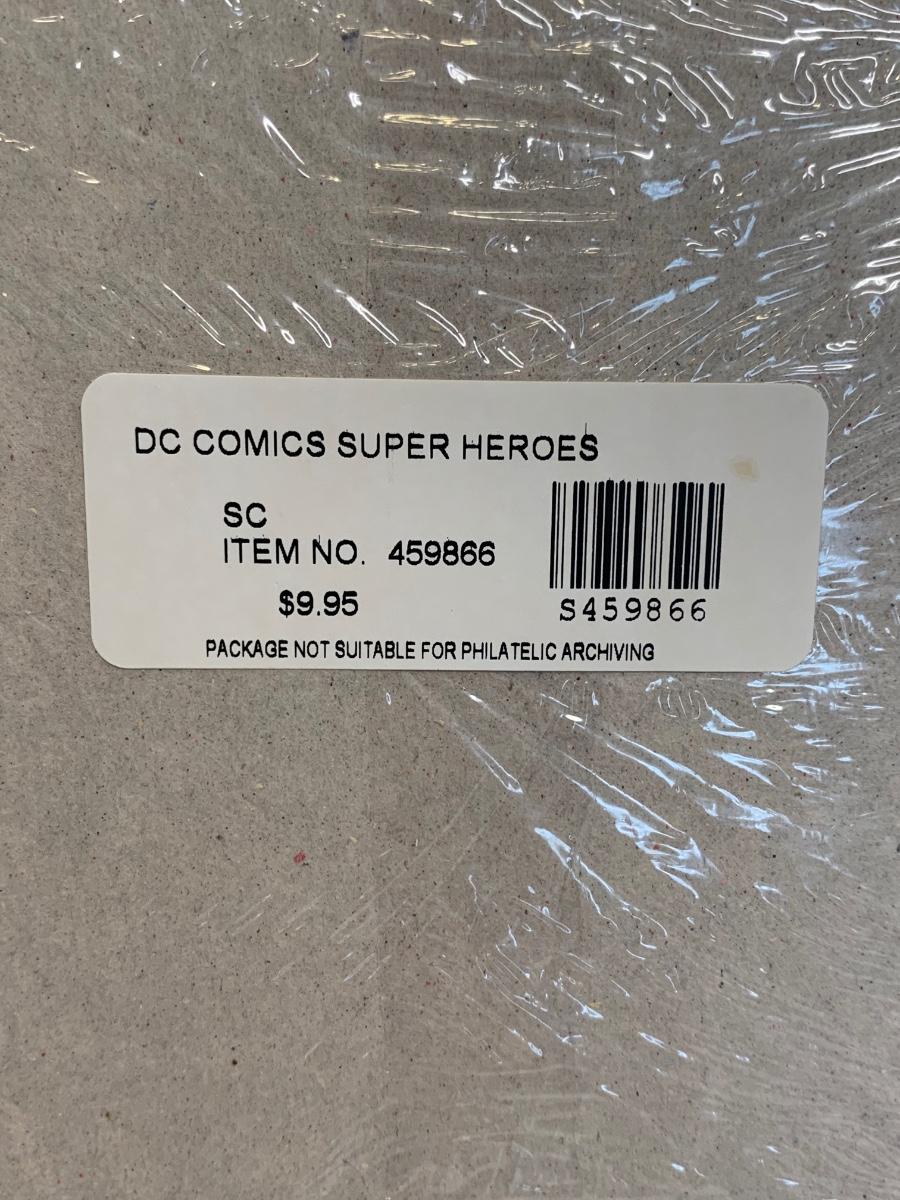 DC COMICS SUPER HEROES
SC
ITEM NO. 459866
$9.95
S459866
PACKAGE NOT SUITABLE FOR PHILATELIC ARCHIVING